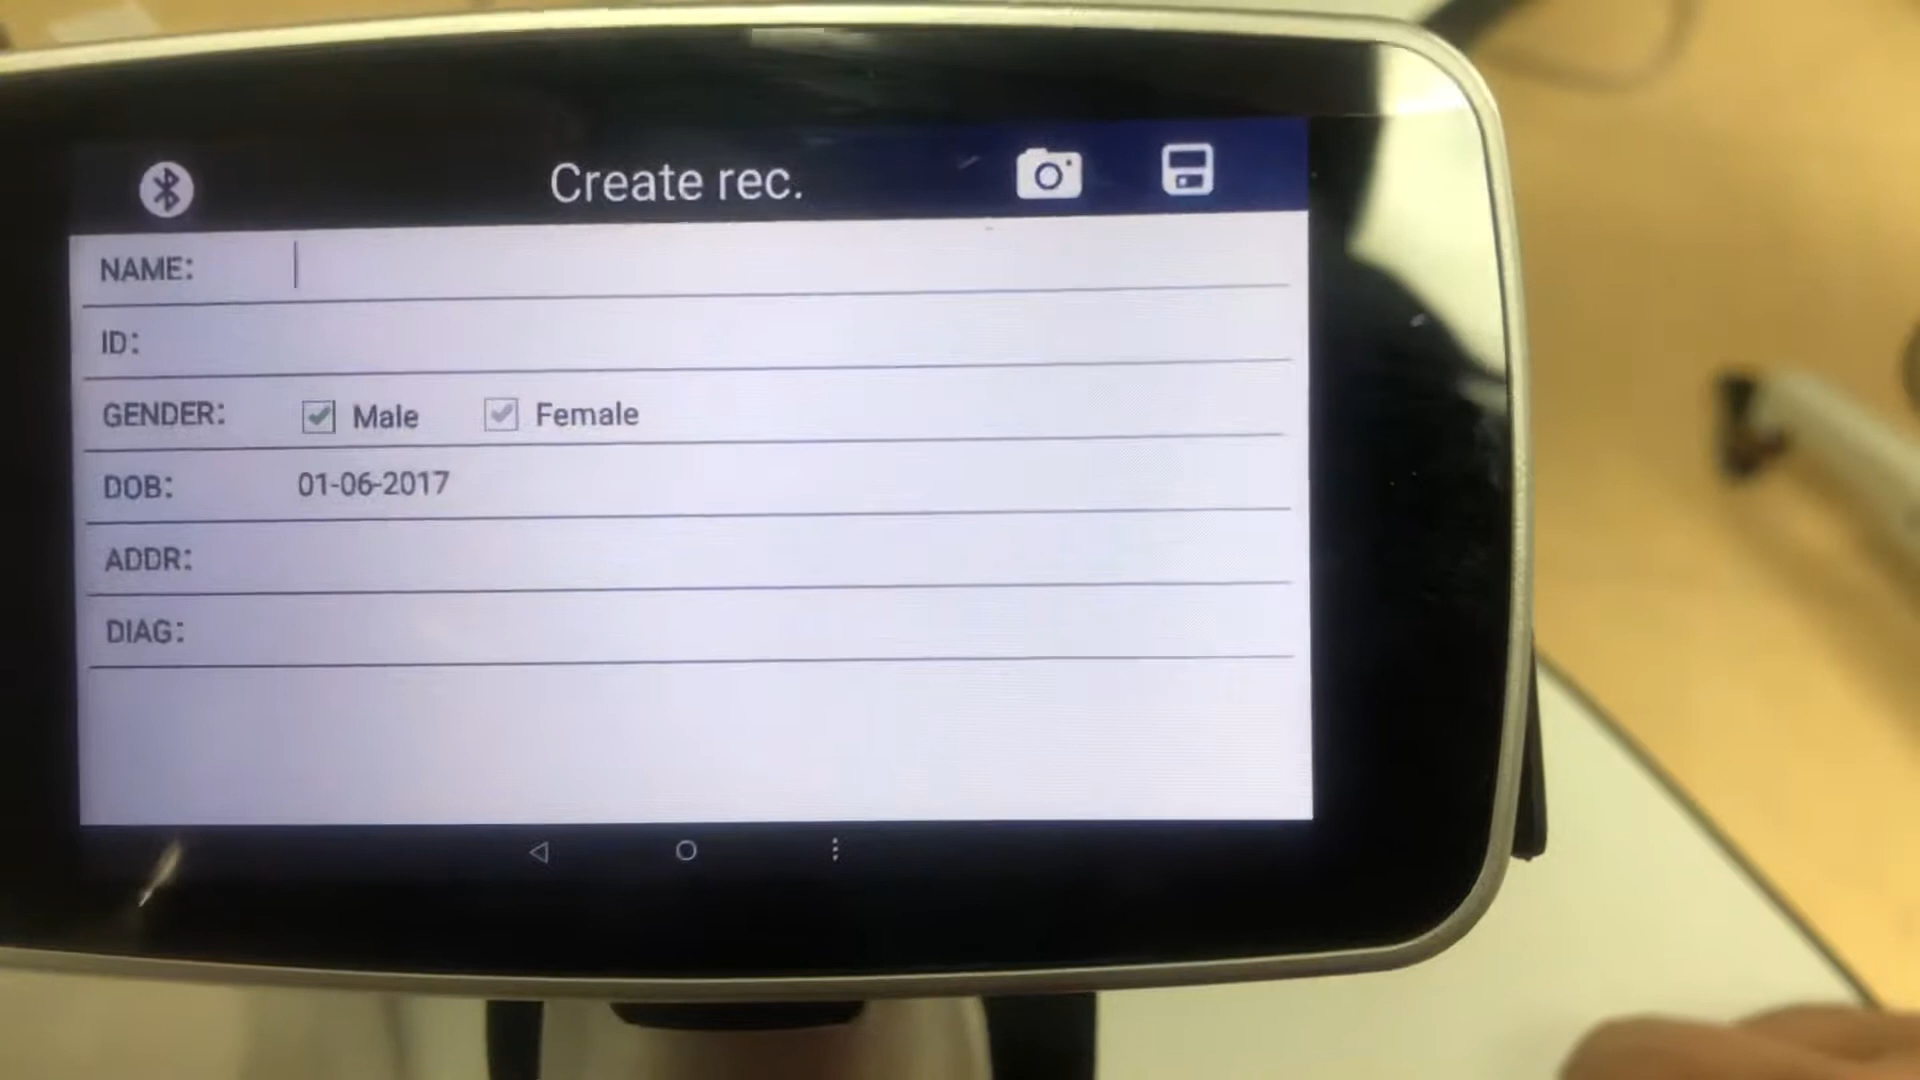 Create rec.
NAME:
ID:
GENDER: Male Female
DOB: 01-06-2017
ADDR:
DIAG: